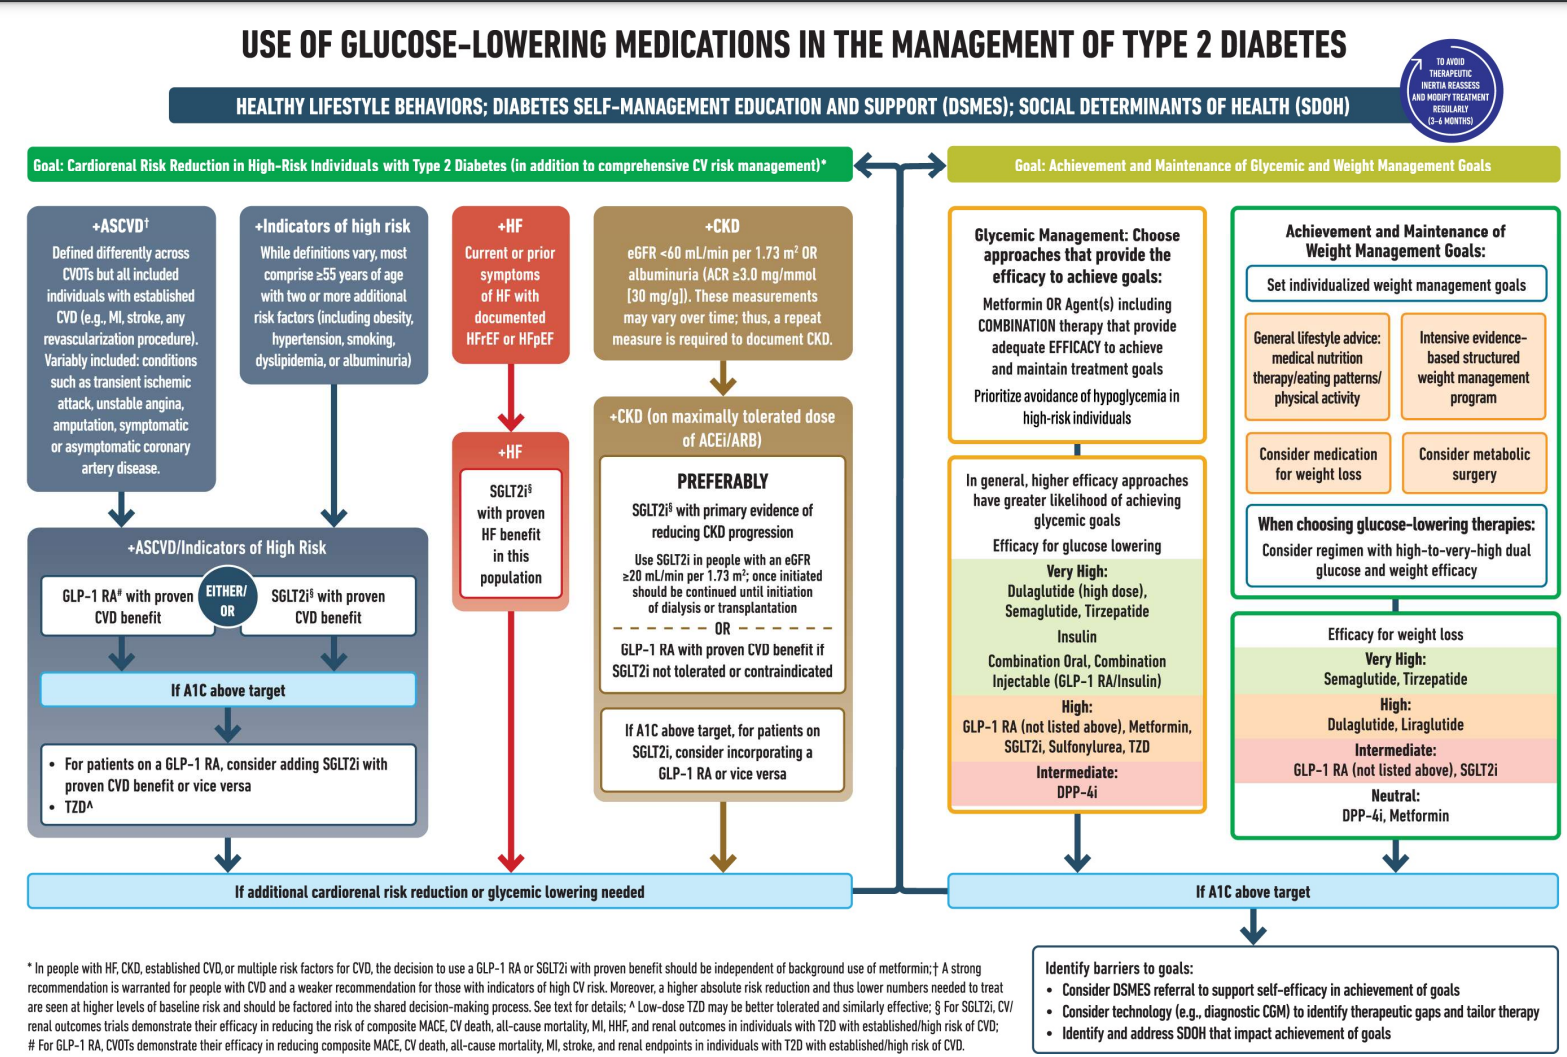 USE OF GLUCOSE-LOWERING MEDICATIONS IN THE MANAGEMENT OF TYPE 2 DIABETES
TO AVOID
THERAPEUTIC
INERTIA REASSESS
AND MODIFY TREATMENT
REGULARLY
(3-6 MONTHS)
HEALTHY LIFESTYLE BEHAVIORS; DIABETES SELF-MANAGEMENT EDUCATION AND SUPPORT (DSMES); SOCIAL DETERMINANTS OF HEALTH (SDOH)
Goal: Cardiorenal Risk Reduction in High-Risk Individuals with Type 2 Diabetes (in addition to comprehensive CV risk management)*
+ASCVD†
Defined differently across
CVOTs but all included
individuals with established
CVD (e.g., MI, stroke, any
revascularization procedure).
Variably included: conditions
such as transient ischemic
attack, unstable angina,
amputation, symptomatic
or asymptomatic coronary
artery disease.
+Indicators of high risk
While definitions vary, most
comprise ≥55 years of age
with two or more additional
risk factors (including obesity,
hypertension, smoking,
dyslipidemia, or albuminuria)
+ASCVD/Indicators of High Risk
GLP-1 RA# with proven
CVD benefit
EITHER/
OR
SGLT2i§ with proven
CVD benefit
If A1C above target
• For patients on a GLP-1 RA, consider adding SGLT2i with
proven CVD benefit or vice versa
• TZD^
+HF
Current or prior
symptoms
of HF with
documented
HFrEF or HFpEF
+HF
SGLT2i§
with proven
HF benefit
in this
population
+CKD
eGFR <60 mL/min per 1.73 m² OR
albuminuria (ACR ≥3.0 mg/mmol
[30 mg/g]). These measurements
may vary over time; thus, a repeat
measure is required to document CKD.
+CKD (on maximally tolerated dose
of ACEi/ARB)
PREFERABLY
SGLT2i§ with primary evidence of
reducing CKD progression
Use SGLT2i in people with an eGFR
≥20 mL/min per 1.73 m²; once initiated
should be continued until initiation
of dialysis or transplantation
OR
GLP-1 RA with proven CVD benefit if
SGLT2i not tolerated or contraindicated
If A1C above target, for patients on
SGLT2i, consider incorporating a
GLP-1 RA or vice versa
If additional cardiorenal risk reduction or glycemic lowering needed
Goal: Achievement and Maintenance of Glycemic and Weight Management Goals
Glycemic Management: Choose
approaches that provide the
efficacy to achieve goals:
Metformin OR Agent(s) including
COMBINATION therapy that provide
adequate EFFICACY to achieve
and maintain treatment goals
Prioritize avoidance of hypoglycemia in
high-risk individuals
In general, higher efficacy approaches
have greater likelihood of achieving
glycemic goals
Efficacy for glucose lowering
Very High:
Dulaglutide (high dose),
Semaglutide, Tirzepatide
Insulin
Combination Oral, Combination
Injectable (GLP-1 RA/Insulin)
High:
GLP-1 RA (not listed above), Metformin,
SGLT2i, Sulfonylurea, TZD
Intermediate:
DPP-4i
Achievement and Maintenance of
Weight Management Goals:
Set individualized weight management goals
General lifestyle advice:
medical nutrition
therapy/eating patterns/
physical activity
Intensive evidence-
based structured
weight management
program
Consider medication
for weight loss
Consider metabolic
surgery
When choosing glucose-lowering therapies:
Consider regimen with high-to-very-high dual
glucose and weight efficacy
Efficacy for weight loss
Very High:
Semaglutide, Tirzepatide
High:
Dulaglutide, Liraglutide
Intermediate:
GLP-1 RA (not listed above), SGLT2i
Neutral:
DPP-4i, Metformin
If A1C above target
Identify barriers to goals:
• Consider DSMES referral to support self-efficacy in achievement of goals
• Consider technology (e.g., diagnostic CGM) to identify therapeutic gaps and tailor therapy
• Identify and address SDOH that impact achievement of goals
* In people with HF, CKD, established CVD, or multiple risk factors for CVD, the decision to use a GLP-1 RA or SGLT2i with proven benefit should be independent of background use of metformin; † A strong
recommendation is warranted for people with CVD and a weaker recommendation for those with indicators of high CV risk. Moreover, a higher absolute risk reduction and thus lower numbers needed to treat
are seen at higher levels of baseline risk and should be factored into the shared decision-making process. See text for details; ^ Low-dose TZD may be better tolerated and similarly effective; § For SGLT2i, CV/
renal outcomes trials demonstrate their efficacy in reducing the risk of composite MACE, CV death, all-cause mortality, MI, HHF, and renal outcomes in individuals with T2D with established/high risk of CVD;
# For GLP-1 RA, CVOTs demonstrate their efficacy in reducing composite MACE, CV death, all-cause mortality, MI, stroke, and renal endpoints in individuals with T2D with established/high risk of CVD.